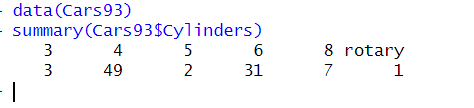 - data(Cars93)
- summary(Cars93$Cylinders)
3 4 5 6 8 rotary
3 49 2 31 7 1